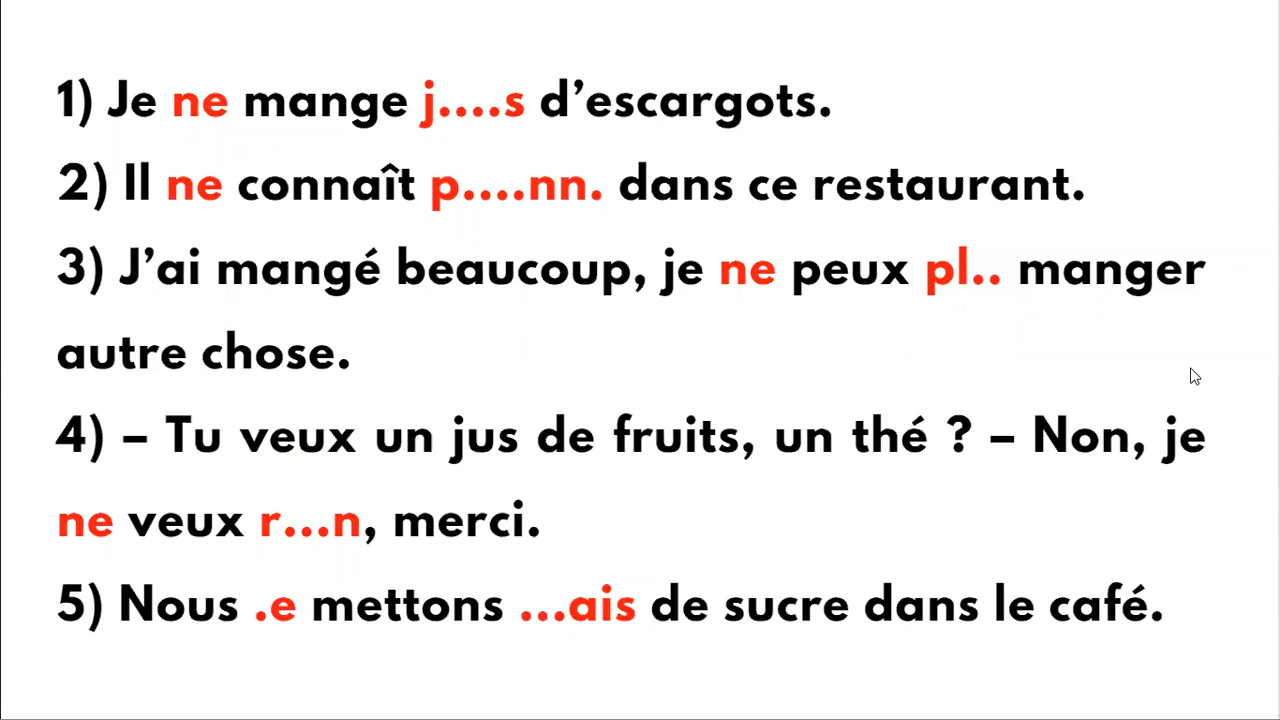 1) Je ne mange j....s d’escargots.
2) Il ne connaît p....nn. dans ce restaurant.
3) J’ai mangé beaucoup, je ne peux pl.. manger
autre chose.
4) – Tu veux un jus de fruits, un thé ? – Non, je
ne veux r...n, merci.
5) Nous .e mettons ...ais de sucre dans le café.